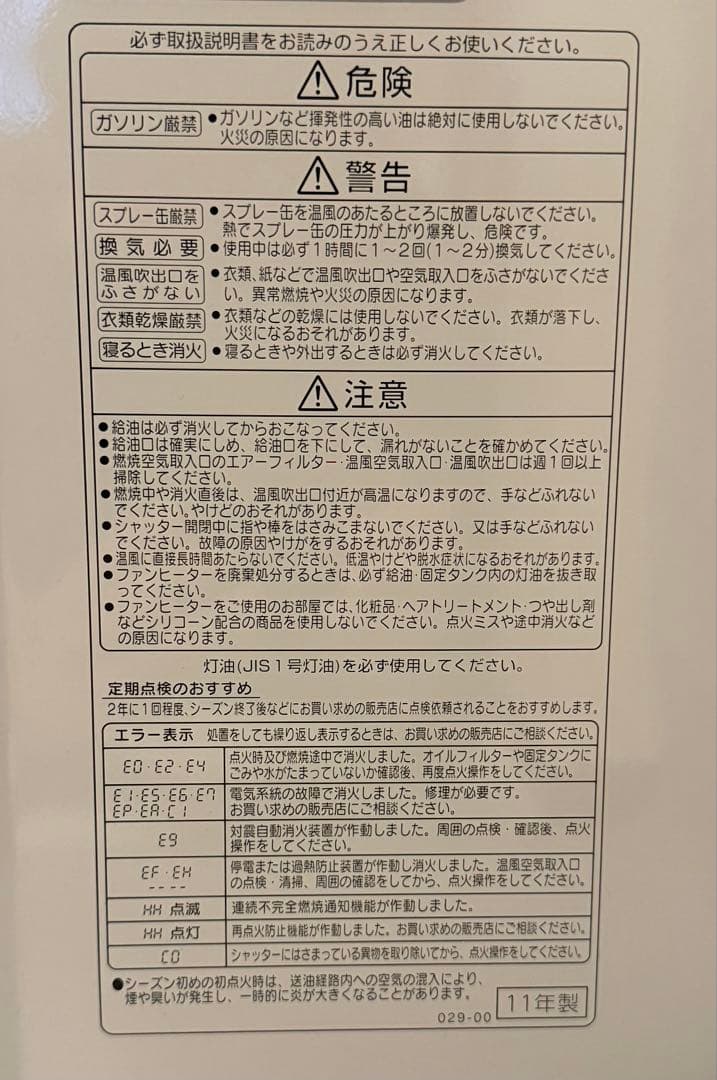 必ず取扱説明書をお読みのうえ正しくお使いください。
危険
ガソリン厳禁 ●ガソリンなど揮発性の高い油は絶対に使用しないでください。
火災の原因になります。
警告
スプレー缶厳禁 ●スプレー缶を温風のあたるところに放置しないでください。
熱でスプレー缶の圧力が上がり爆発し、危険です。
換気必要 ●使用中は必ず1時間に1〜2回(1〜2分)換気してください。
温風吹出口を ●衣類、紙などで温風吹出口や空気取入口をふさがないでくださ
ふさがない い。異常燃焼や火災の原因になります。
衣類乾燥厳禁 ●衣類などの乾燥には使用しないでください。衣類が落下し、
火災になるおそれがあります。
寝るとき消火 ●寝るときや外出するときは必ず消火してください。
注意
●給油は必ず消火してからおこなってください。
●給油口は確実にしめ、給油口を下にして、漏れがないことを確かめてください。
●燃焼空気取入口のエアーフィルター・温風空気取入口・温風吹出口は週1回以上
掃除してください。
●燃焼中や消火直後は、温風吹出口付近が高温になりますので、手などふれない
でください。やけどのおそれがあります。
●シャッター開閉中に指や棒をはさみこまないでください。又は手などふれない
でください。故障の原因やけがをするおそれがあります。
●温風に直接長時間あたらないでください。低温やけどや脱水症状になるおそれがあります。
●ファンヒーターを廃棄処分するときは、必ず給油・固定タンク内の灯油を抜き取
ってください。
●ファンヒーターをご使用のお部屋では、化粧品・ヘアトリートメント・つや出し剤
などシリコーン配合の商品を使用しないでください。点火ミスや途中消火など
の原因になります。
灯油(JIS1号灯油)を必ず使用してください。
定期点検のおすすめ
2年に1回程度、シーズン終了後などにお買い求めの販売店に点検依頼されることをおすすめします。
エラー表示 処置をしても繰り返し表示するときは、お買い求めの販売店にご相談ください。
E0・E2・E4 点火時及び燃焼途中で消火しました。オイルフィルターや固定タンクに
ごみや水がたまっていないか確認後、再度点火操作をしてください。
E1・E5・E6・E7 電気系統の故障で消火しました。修理が必要です。
EP・EA・C1 お買い求めの販売店にご相談ください。
E9 対震自動消火装置が作動しました。周囲の点検・確認後、点火
操作をしてください。
EF・EH 停電または過熱防止装置が作動し消火しました。温風空気取入口
---- の点検・清掃、周囲の確認をしてから、点火操作をしてください。
HH 点滅 連続不完全燃焼通知機能が作動しました。
HH 点灯 再点火防止機能が作動しました。お買い求めの販売店にご相談ください。
C0 シャッターにはさまっている異物を取り除いてから、点火操作をしてください。
●シーズン初めの初点火時は、送油経路内への空気の混入により、
煙や臭いが発生し、一時的に炎が大きくなることがあります。
029-00 11年製